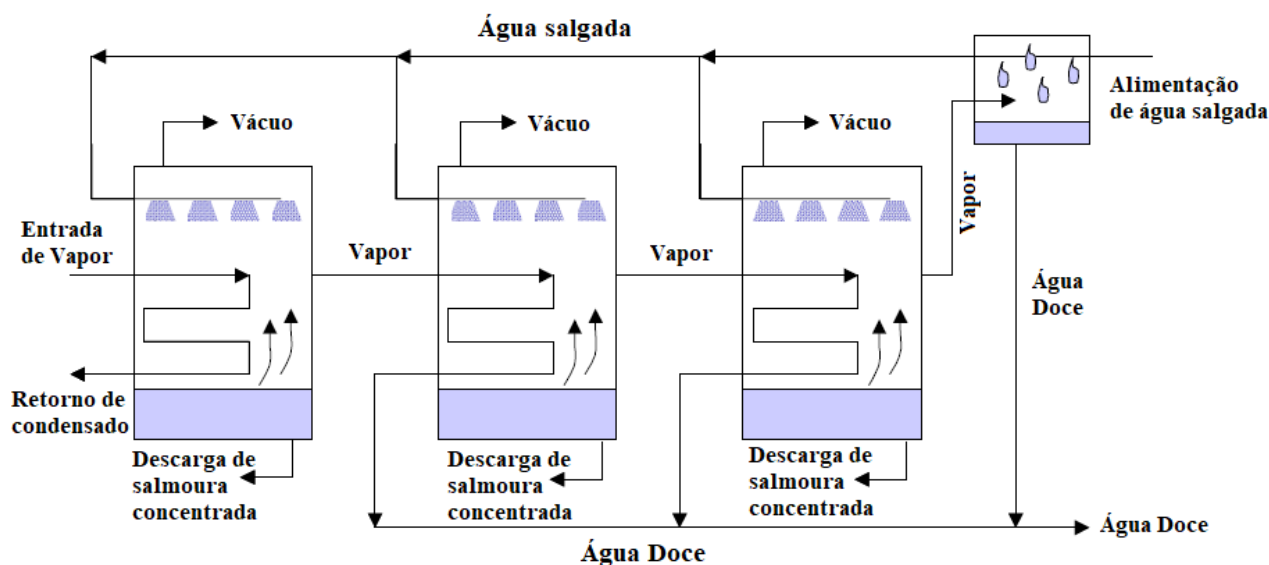 Água salgada
Alimentação
de água salgada
Vácuo
Vácuo
Vácuo
Entrada
de Vapor
Vapor
Vapor
Vapor
Água
Doce
Retorno de
condensado
Descarga de
salmoura
concentrada
Descarga de
salmoura
concentrada
Descarga de
salmoura
concentrada
Água Doce
Água Doce